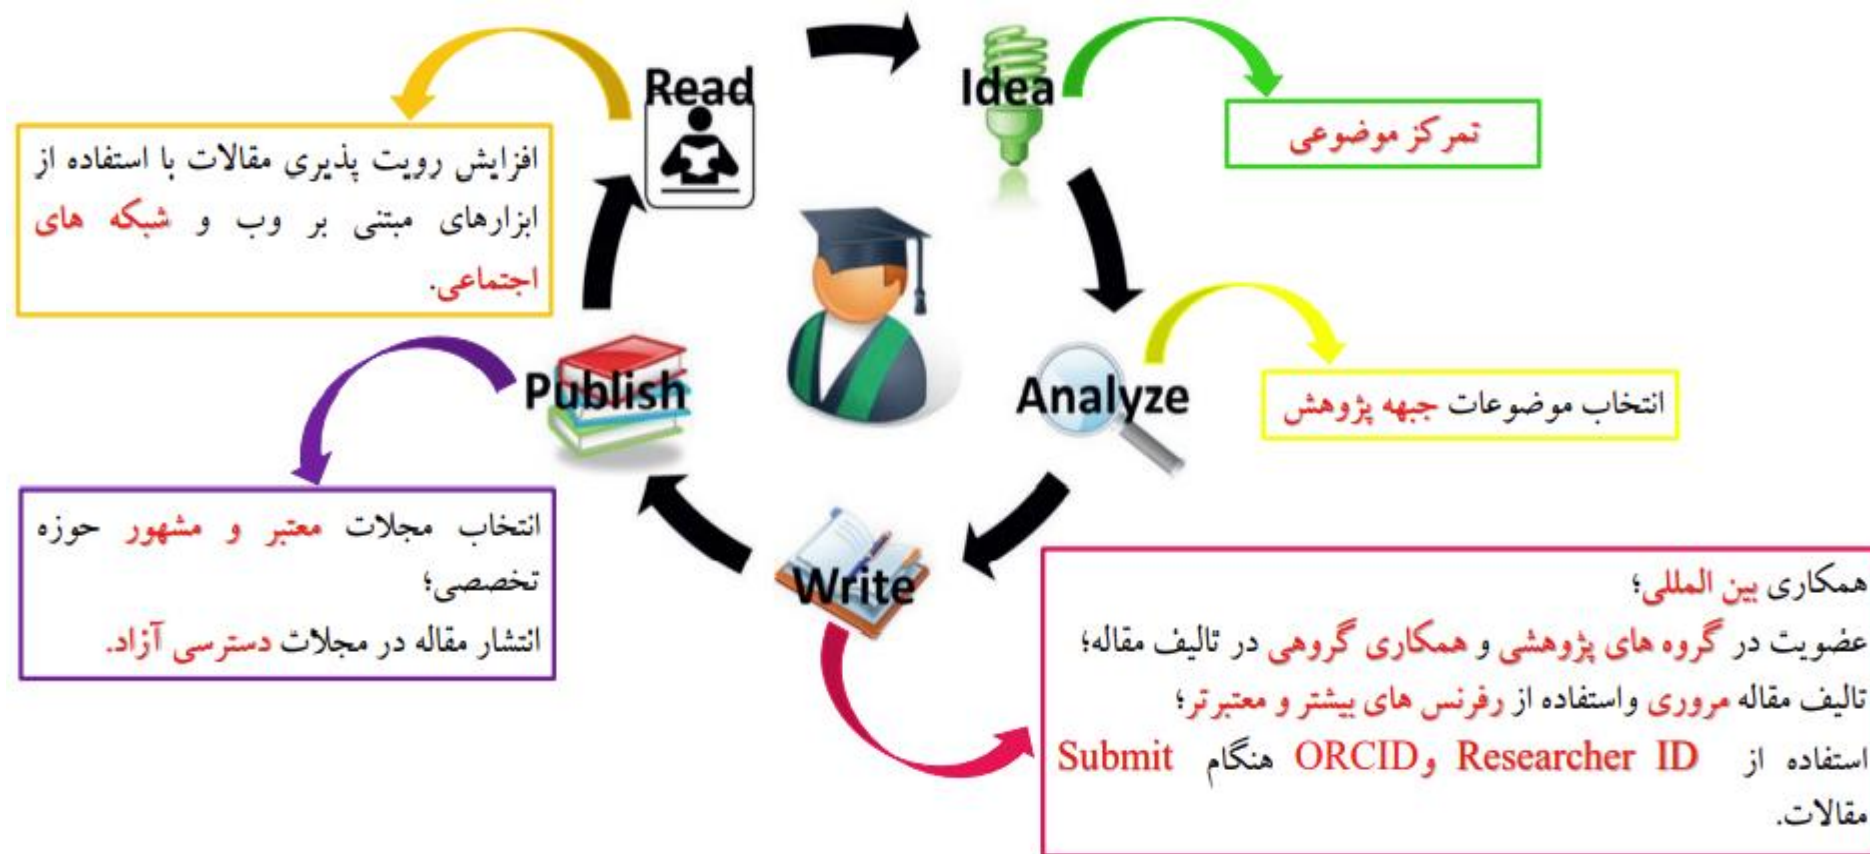 Read
Idea
تمرکز موضوعی
افزایش رویت پذیری مقالات با استفاده از
ابزارهای مبتنی بر وب و شبکه های
اجتماعی.
Analyze
انتخاب موضوعات جبهه پژوهش
Publish
انتخاب مجلات معتبر و مشهور حوزه
تخصصی؛
انتشار مقاله در مجلات دسترسی آزاد.
Write
همکاری بین المللی؛
عضویت در گروه های پژوهشی و همکاری گروهی در تالیف مقاله؛
تالیف مقاله مروری واستفاده از رفرنس های بیشتر و معتبرتر؛
استفاده از Researcher ID وORCID هنگام Submit
مقالات.